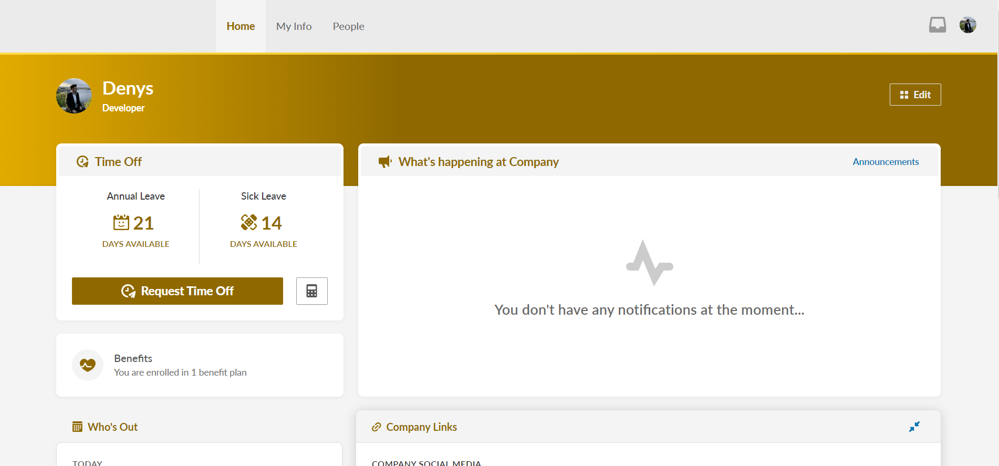 Home My Info People
Denys
Developer
Edit
Time Off
Annual Leave
21
DAYS AVAILABLE
Sick Leave
14
DAYS AVAILABLE
Request Time Off
What's happening at Company
Announcements
You don't have any notifications at the moment...
Benefits
You are enrolled in 1 benefit plan
Who's Out
TODAY
Company Links
COMPANY SOCIAL MEDIA